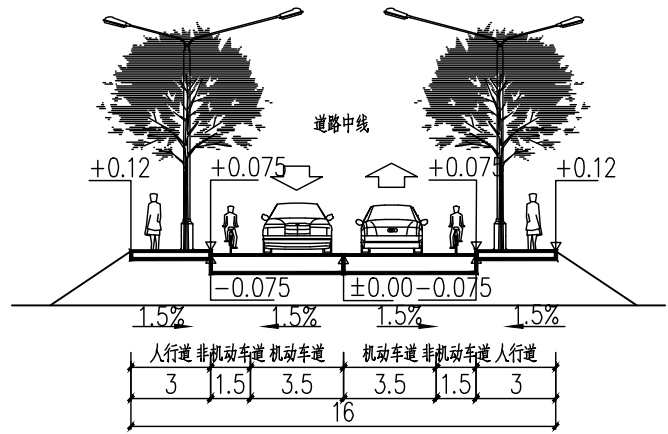 道路中线
+0.12 +0.075 +0.075 +0.12
-0.075 ±0.00 -0.075
1.5% 1.5% 1.5% 1.5%
人行道 非机动车道 机动车道 机动车道 非机动车道 人行道
3 1.5 3.5 3.5 1.5 3
16